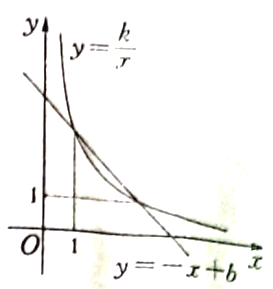 y
y = k/x
1
O
1
x
y = -x + b